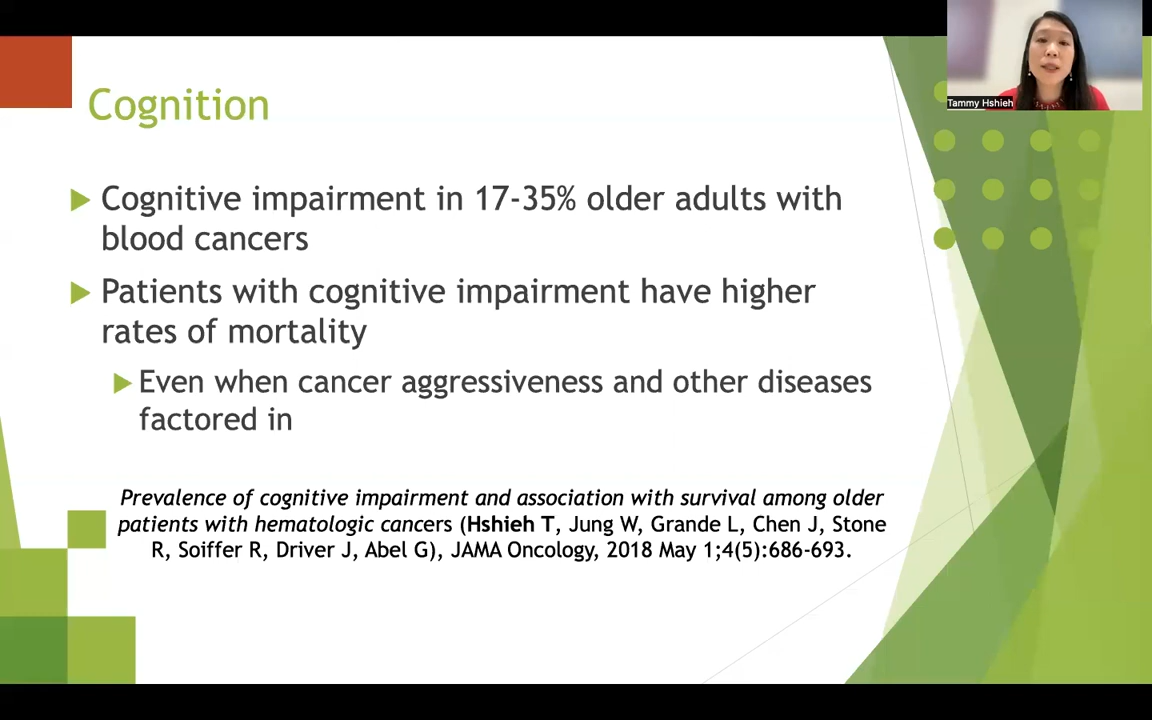 Tammy Hshieh
Cognition
Cognitive impairment in 17-35% older adults with
blood cancers
Patients with cognitive impairment have higher
rates of mortality
Even when cancer aggressiveness and other diseases
factored in
Prevalence of cognitive impairment and association with survival among older
patients with hematologic cancers (Hshieh T, Jung W, Grande L, Chen J, Stone
R, Soiffer R, Driver J, Abel G), JAMA Oncology, 2018 May 1;4(5):686-693.